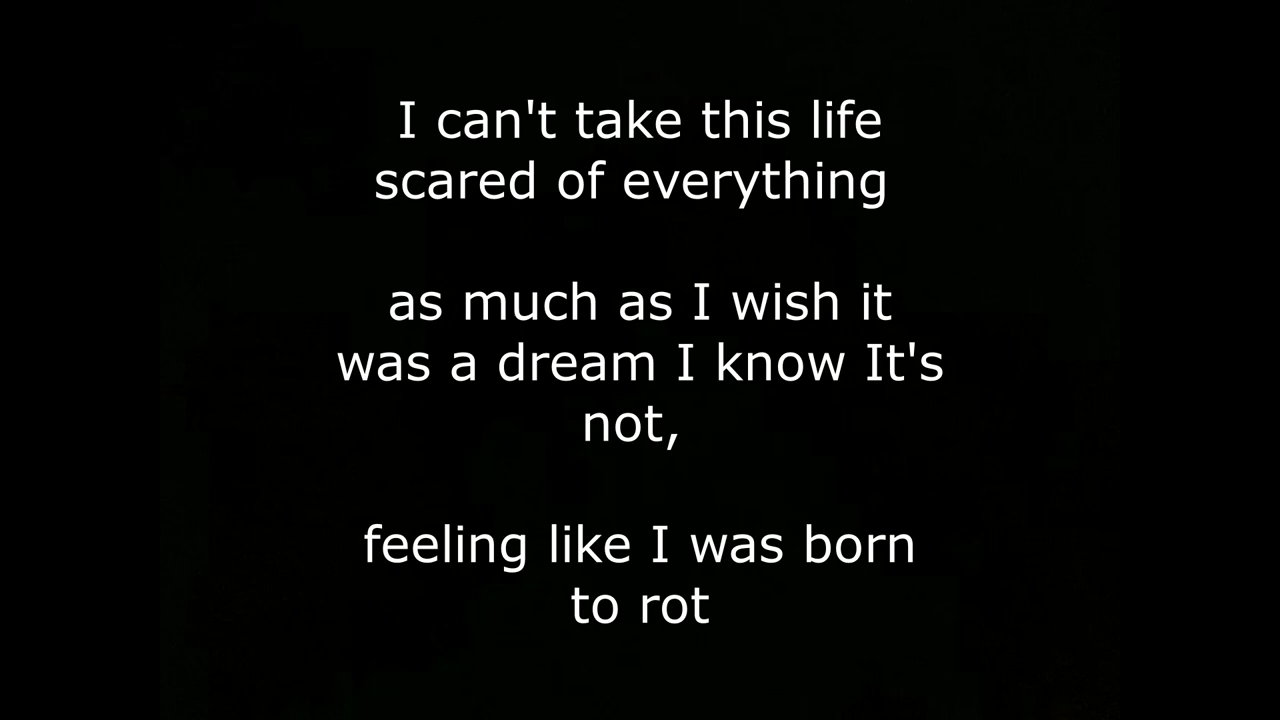 I can't take this life
scared of everything
as much as I wish it
was a dream I know It's
not,
feeling like I was born
to rot